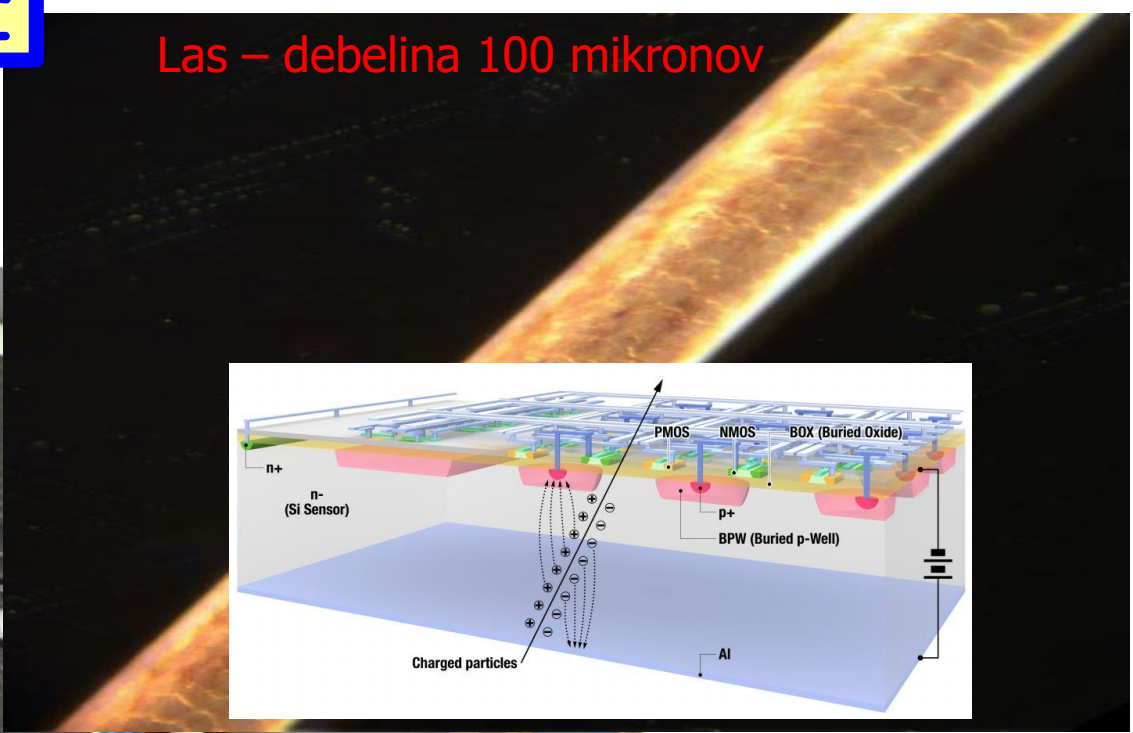 Las – debelina 100 mikronov
PMOS NMOS BOX (Buried Oxide)
n+
n-
(Si Sensor)
p+
BPW (Buried p-Well)
Al
Charged particles